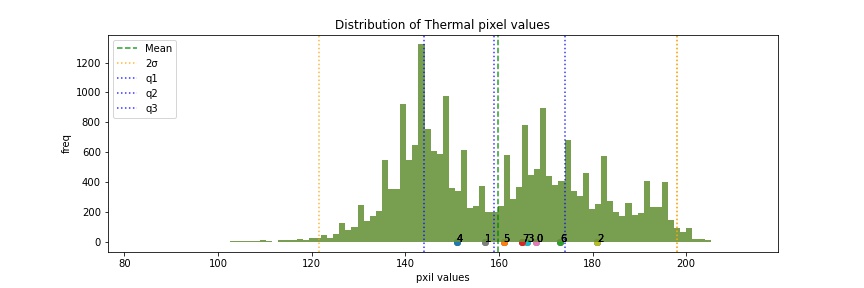 Distribution of Thermal pixel values
Mean
2σ
q1
q2
q3
freq
1200
1000
800
600
400
200
0
4 1 5 7 3 0 6 2
80 100 120 140 160 180 200
pxil values